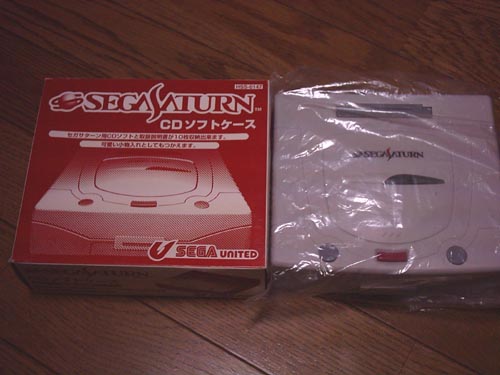 HSS-0147
SEGA SATURN™
CDソフトケース
セガサターン用CDソフトと取扱説明書が10枚収納出来ます。
可愛い小物入れとしてもつかえます。
SEGA SATURN
SEGA UNITED
SEGA SATURN